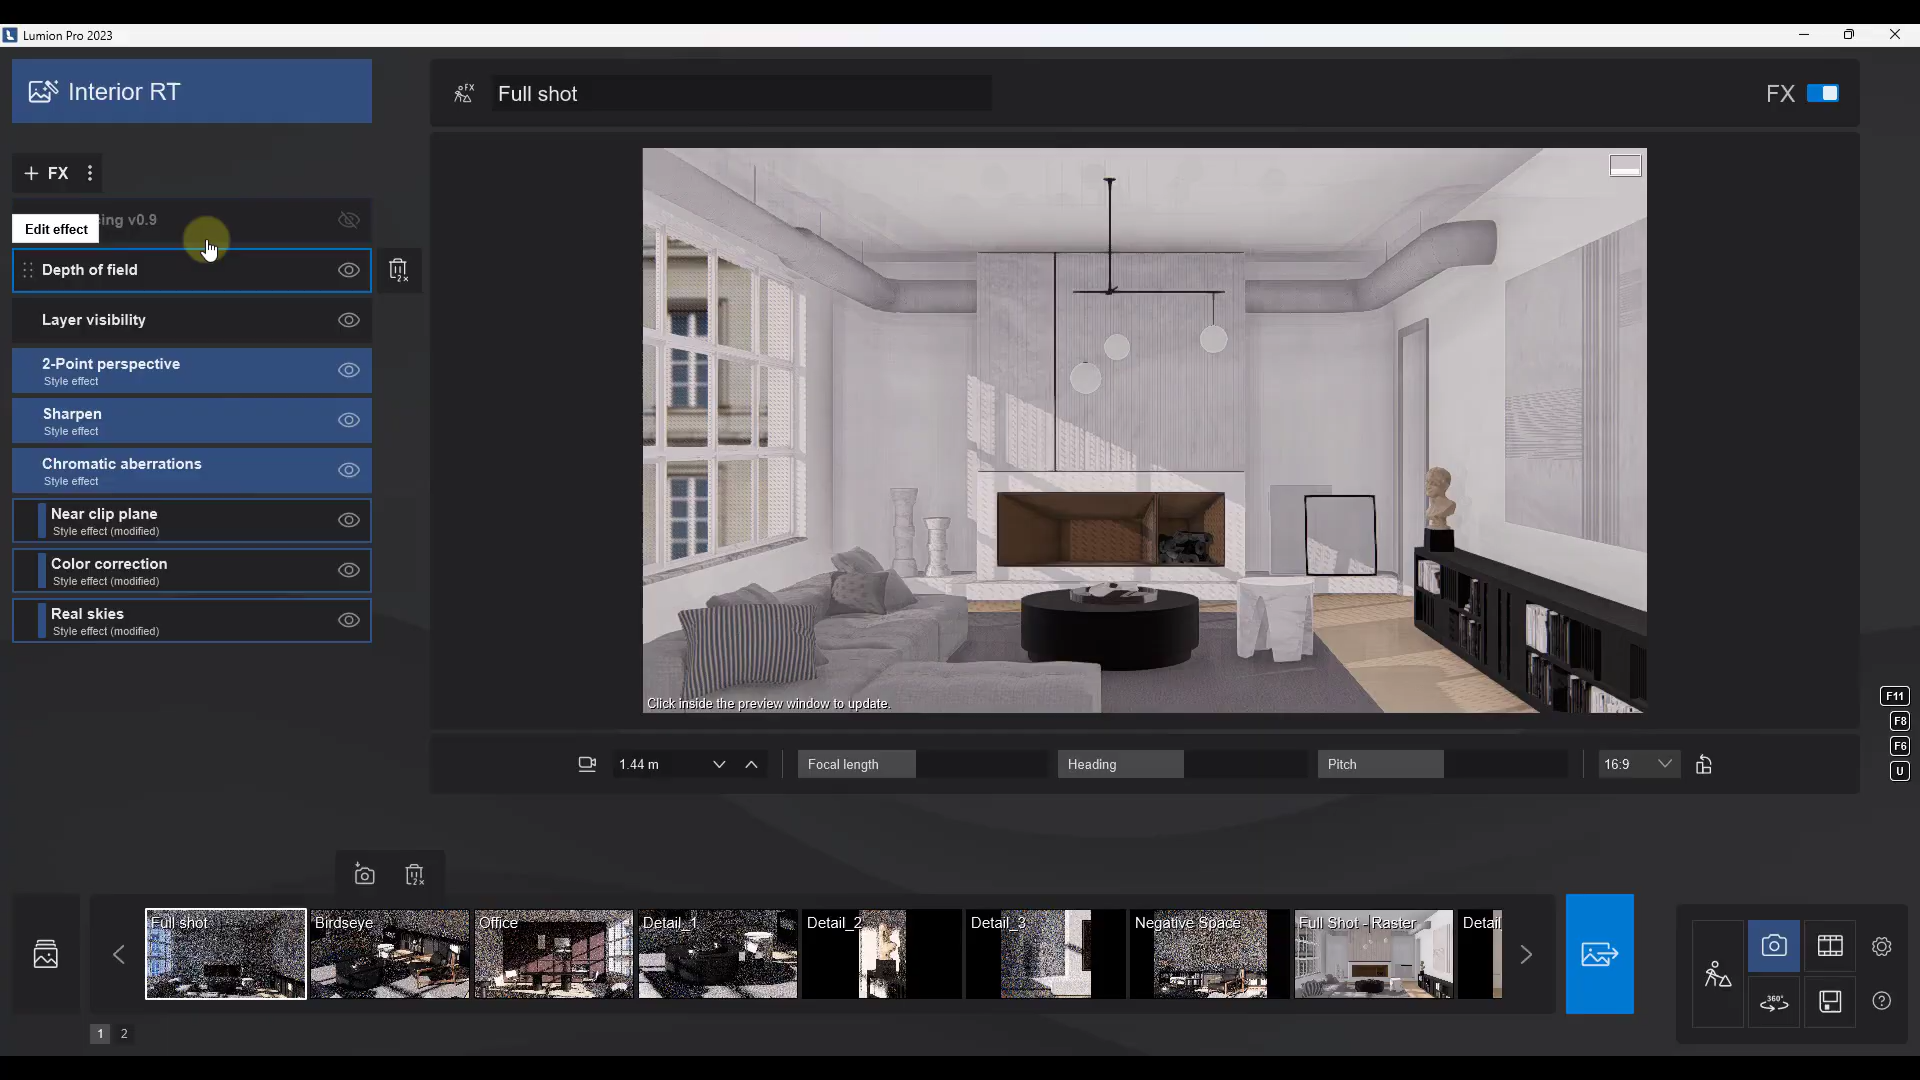 Lumion Pro 2023
Interior RT
Full shot
FX
FX
ing v0.9
Edit effect
Depth of field
Layer visibility
2-Point perspective
Style effect
Sharpen
Style effect
Chromatic aberrations
Style effect
Near clip plane
Style effect (modified)
Color correction
Style effect (modified)
Real skies
Style effect (modified)
Click inside the preview window to update.
F11
F8
F6
U
1.44 m
Focal length
Heading
Pitch
16:9
2x
2x
Full shot
Birdseye
Office
Detail_1
Detail_2
Detail_3
Negative Space
Full Shot - Raster
Detail
360°
1
2